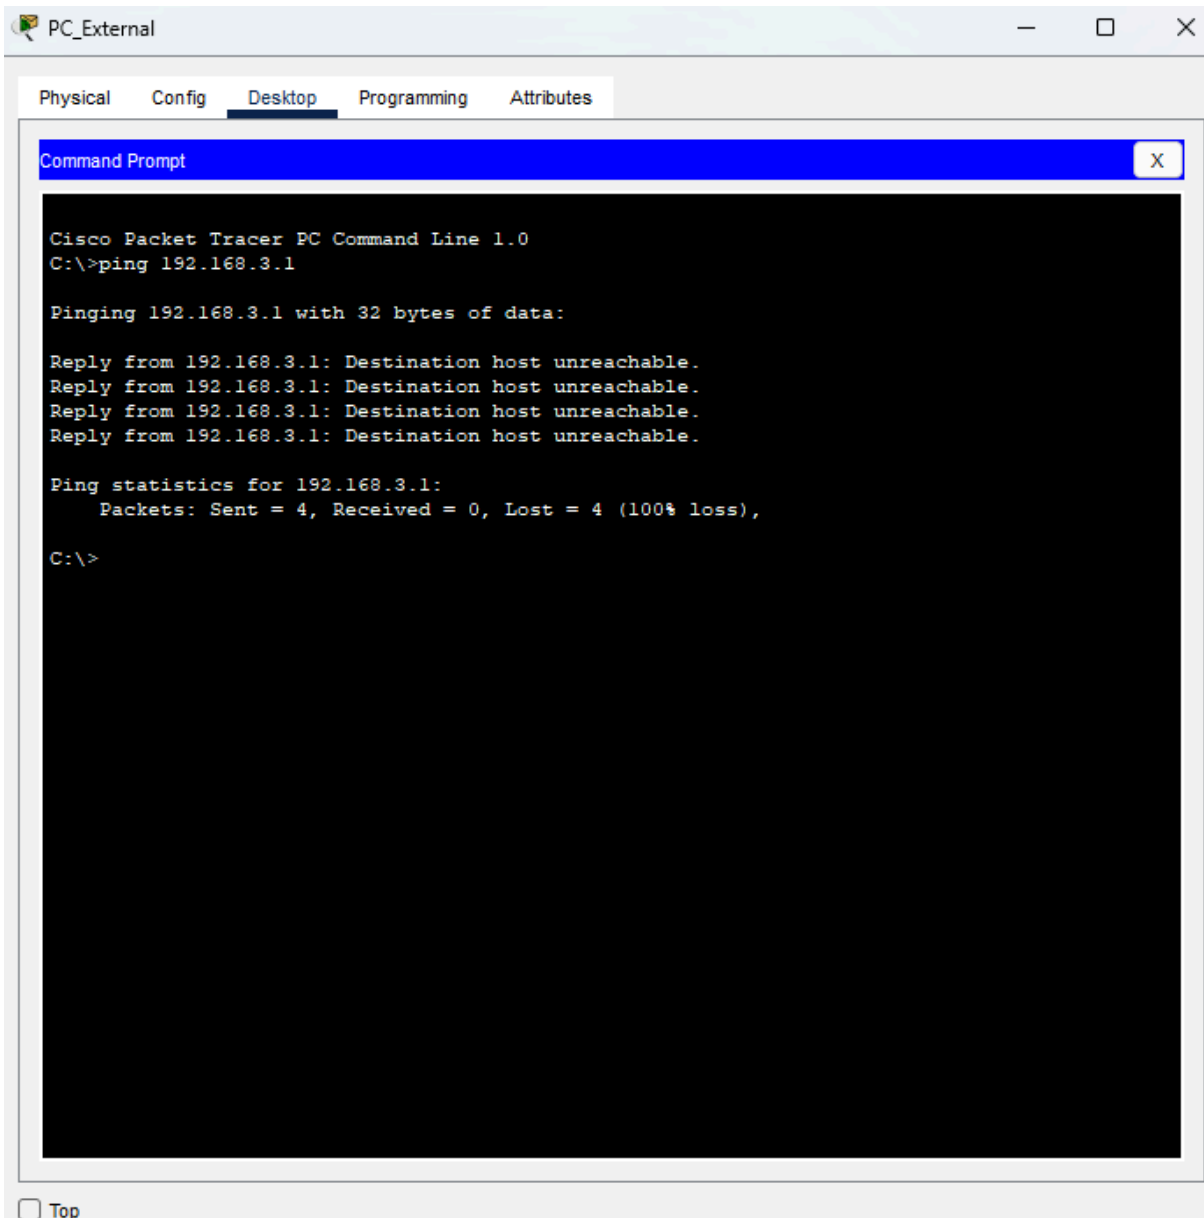 PC_External
Physical Config Desktop Programming Attributes
Command Prompt X
Cisco Packet Tracer PC Command Line 1.0
C:\>ping 192.168.3.1
Pinging 192.168.3.1 with 32 bytes of data:
Reply from 192.168.3.1: Destination host unreachable.
Reply from 192.168.3.1: Destination host unreachable.
Reply from 192.168.3.1: Destination host unreachable.
Reply from 192.168.3.1: Destination host unreachable.
Ping statistics for 192.168.3.1:
Packets: Sent = 4, Received = 0, Lost = 4 (100% loss),
C:\>
Top